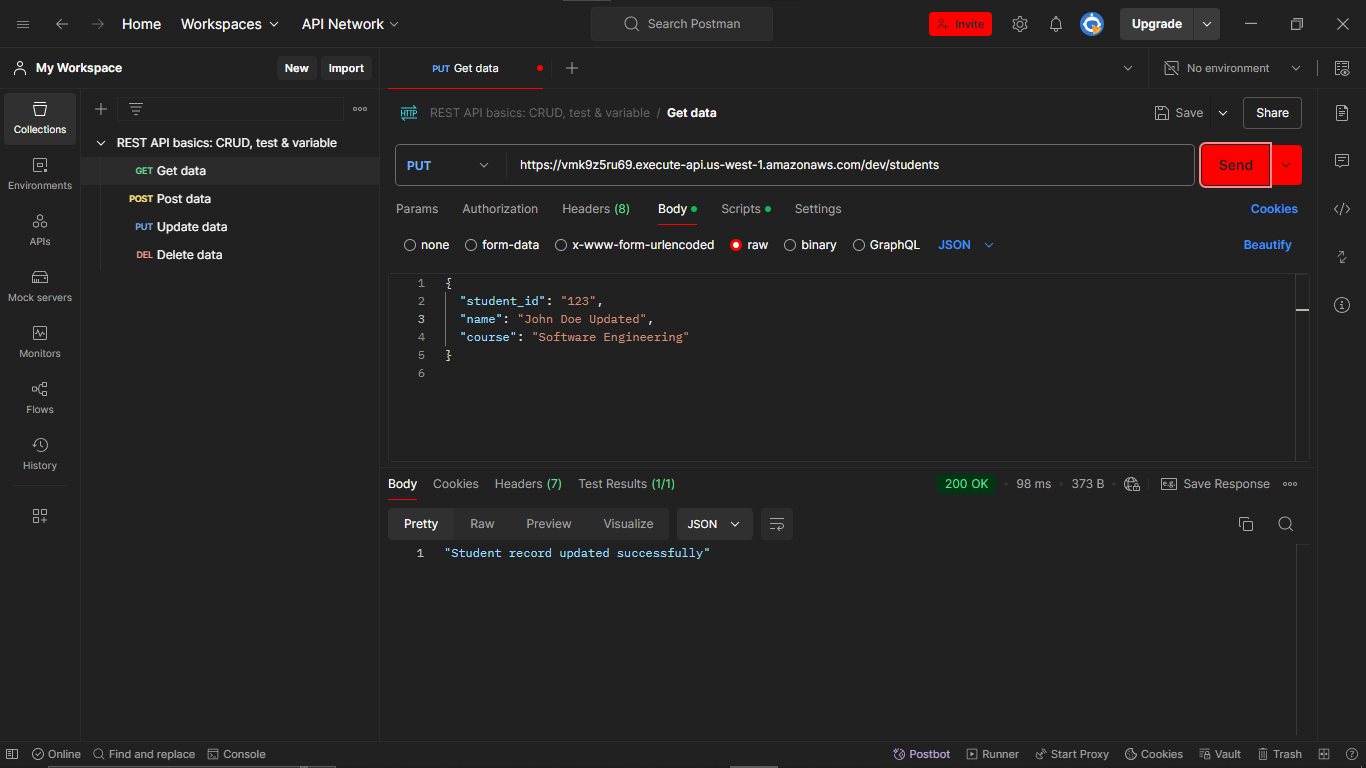 Home Workspaces API Network Search Postman Invite Upgrade
My Workspace New Import PUT Get data No environment
Collections
Environments
APIs
Mock servers
Monitors
Flows
History
REST API basics: CRUD, test & variable
GET Get data
POST Post data
PUT Update data
DEL Delete data
HTTP REST API basics: CRUD, test & variable / Get data Save Share
PUT https://vmk9z5ru69.execute-api.us-west-1.amazonaws.com/dev/students Send
Params Authorization Headers (8) Body Scripts Settings Cookies
none form-data x-www-form-urlencoded raw binary GraphQL JSON Beautify
1 {
2 "student_id": "123",
3 "name": "John Doe Updated",
4 "course": "Software Engineering"
5 }
6
Body Cookies Headers (7) Test Results (1/1) 200 OK 98 ms 373 B e.g. Save Response
Pretty Raw Preview Visualize JSON
1 "Student record updated successfully"
Online Find and replace Console Postbot Runner Start Proxy Cookies Vault Trash